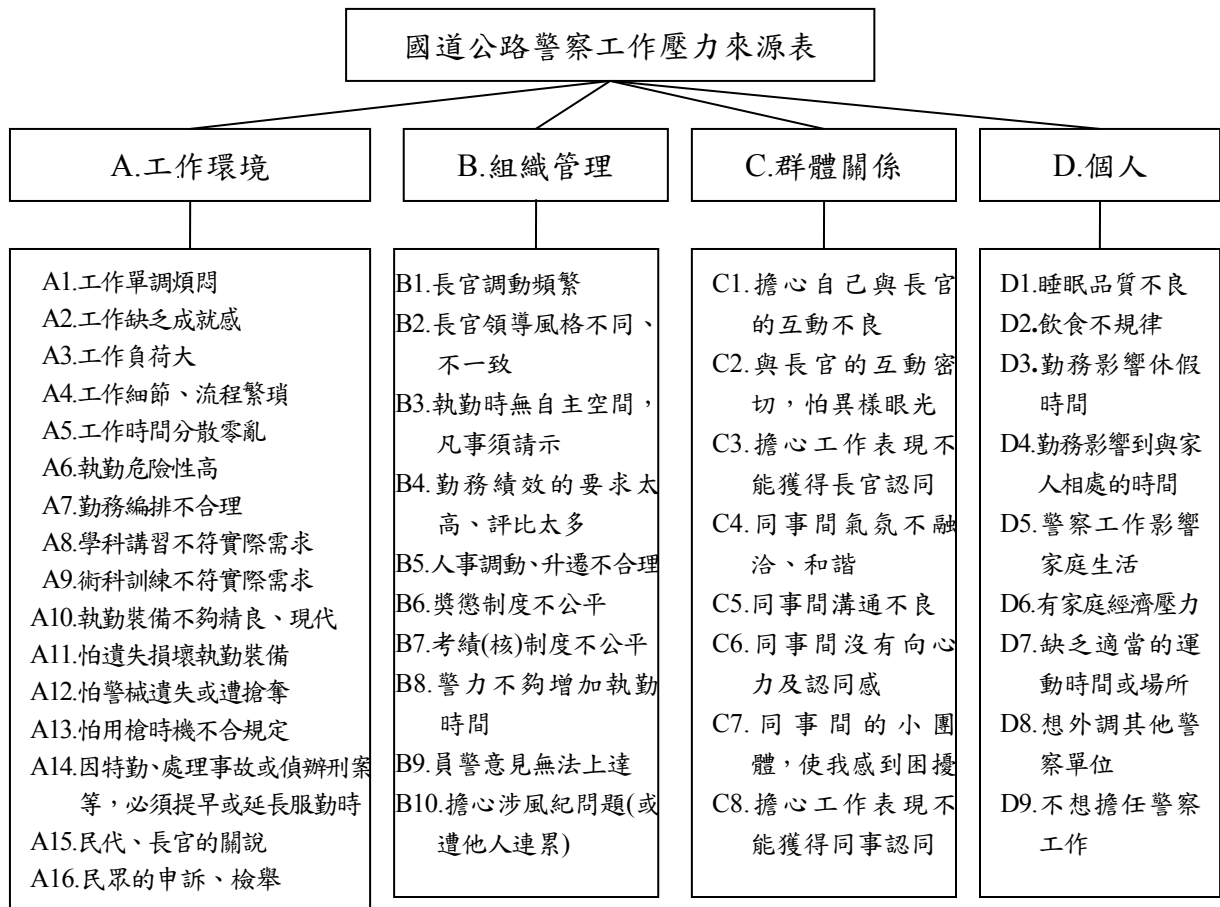 國道公路警察工作壓力來源表
A.工作環境
B.組織管理
C.群體關係
D.個人
A1.工作單調煩悶
A2.工作缺乏成就感
A3.工作負荷大
A4.工作細節、流程繁瑣
A5.工作時間分散零亂
A6.執勤危險性高
A7.勤務編排不合理
A8.學科講習不符實際需求
A9.術科訓練不符實際需求
A10.執勤裝備不夠精良、現代
A11.怕遺失損壞執勤裝備
A12.怕警械遺失或遭搶奪
A13.怕用槍時機不合規定
A14.因特勤、處理事故或偵辦刑案
等，必須提早或延長服勤時
A15.民代、長官的關說
A16.民眾的申訴、檢舉
B1.長官調動頻繁
B2.長官領導風格不同、
不一致
B3.執勤時無自主空間，
凡事須請示
B4.勤務績效的要求太
高、評比太多
B5.人事調動、升遷不合理
B6.獎懲制度不公平
B7.考績(核)制度不公平
B8.警力不夠增加執勤
時間
B9.員警意見無法上達
B10.擔心涉風紀問題(或
遭他人連累)
C1.擔心自己與長官
的互動不良
C2.與長官的互動密
切，怕異樣眼光
C3.擔心工作表現不
能獲得長官認同
C4.同事間氣氛不融
洽、和諧
C5.同事間溝通不良
C6.同事間沒有向心
力及認同感
C7.同事間的小團
體，使我感到困擾
C8.擔心工作表現不
能獲得同事認同
D1.睡眠品質不良
D2.飲食不規律
D3.勤務影響休假
時間
D4.勤務影響到與家
人相處的時間
D5.警察工作影響
家庭生活
D6.有家庭經濟壓力
D7.缺乏適當的運
動時間或場所
D8.想外調其他警
察單位
D9.不想擔任警察
工作